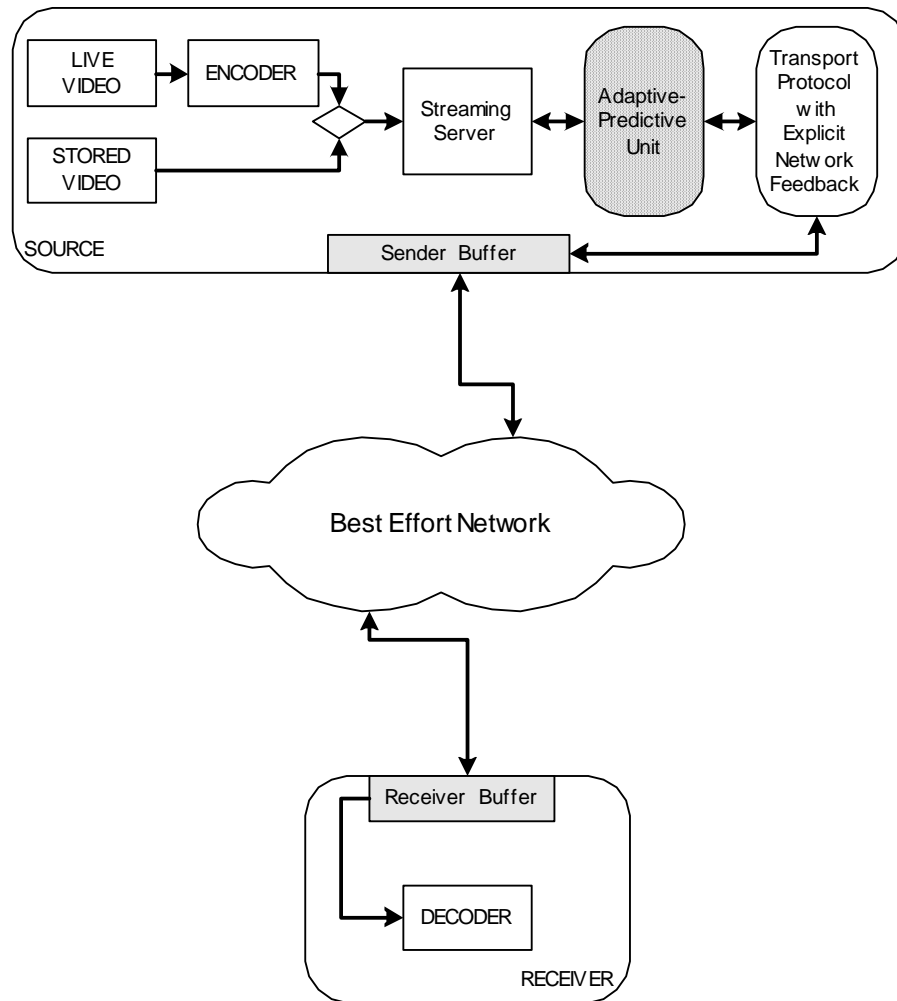 LIVE
VIDEO
ENCODER
STORED
VIDEO
Streaming
Server
Adaptive-
Predictive
Unit
Transport
Protocol
with
Explicit
Network
Feedback
SOURCE
Sender Buffer
Best Effort Network
Receiver Buffer
DECODER
RECEIVER